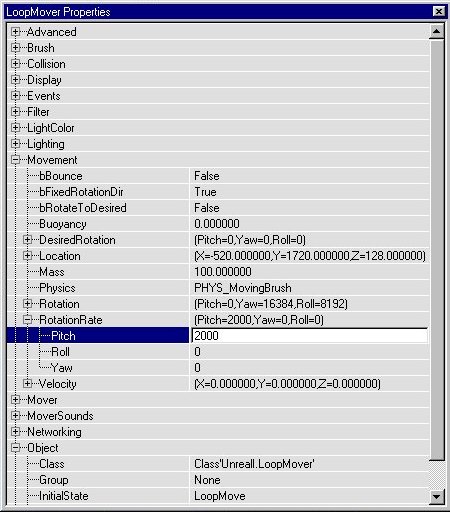 LoopMover Properties
Advanced
Brush
Collision
Display
Events
Filter
LightColor
Lighting
Movement
bBounce False
bFixedRotationDir True
bRotateToDesired False
Buoyancy 0.000000
DesiredRotation (Pitch=0,Yaw=0,Roll=0)
Location (X=-520.000000,Y=1720.000000,Z=128.000000)
Mass 100.000000
Physics PHYS_MovingBrush
Rotation (Pitch=0,Yaw=16384,Roll=8192)
RotationRate (Pitch=2000,Yaw=0,Roll=0)
Pitch 2000
Roll 0
Yaw 0
Velocity (X=0.000000,Y=0.000000,Z=0.000000)
Mover
MoverSounds
Networking
Object
Class Class'UnrealI.LoopMover'
Group None
InitialState LoopMove